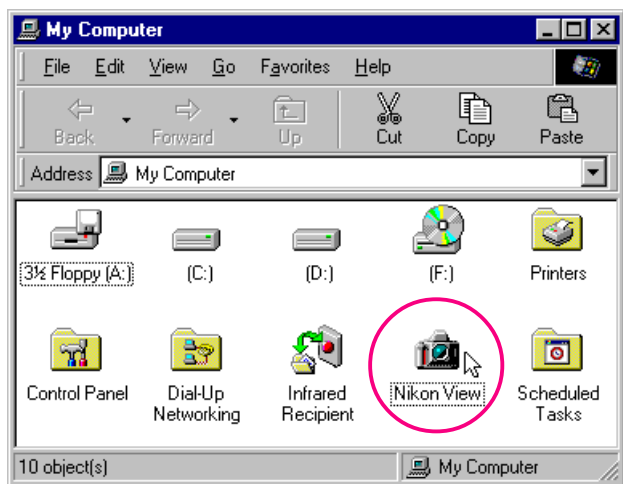 My Computer
File Edit View Go Favorites Help
Back Forward Up Cut Copy Paste
Address My Computer
3½ Floppy (A:) (C:) (D:) (F:) Printers
Control Panel Dial-Up Networking Infrared Recipient Nikon View Scheduled Tasks
10 object(s) My Computer